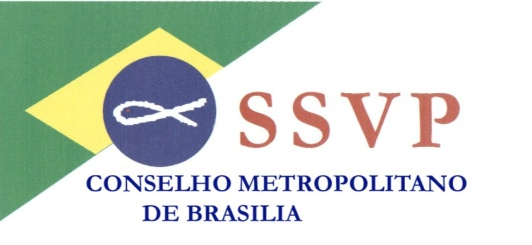 SSVP
CONSELHO METROPOLITANO
DE BRASILIA